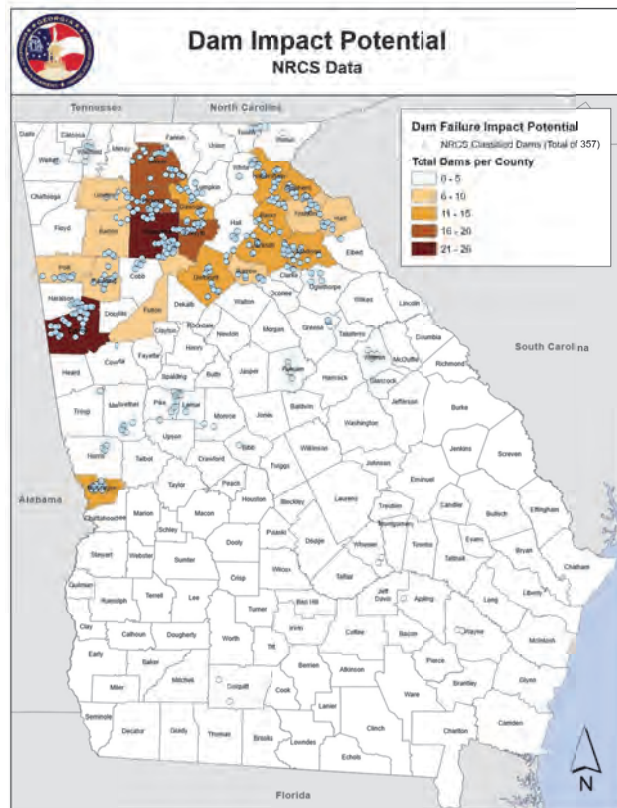 GEORGIA
Dam Impact Potential
NRCS Data
Tennessee North Carolina
Dam Failure Impact Potential
NRCS Classified Dams (Total of 357)
Total Dams per County
0 - 5
6 - 10
11 - 15
16 - 20
21 - 26
Dade Catoosa Fannin Towns
Walker Murray Union
White
Chattooga Lumpkin
Floyd Hall Hart
Elbert
Polk Cobb
Clarke Oglethorpe
Haralson Paulding Oconee Wilkes Lincoln
Douglas Fulton Dekalb Walton
Rockdale Newton Morgan Greene Taliaferro Columbia
Clayton McDuffie
Fayette Henry Richmond
Heard Coweta Spalding Butts Jasper Putnam Hancock Glascock
South Carolina
Troup Meriwether Pike Lamar Monroe Jones Baldwin Jefferson Burke
Upson Washington
Harris Talbot Crawford Bibb Wilkinson Jenkins Screven
Twiggs Johnson
Alabama
Taylor Peach Houston Bleckley Laurens Emanuel
Chattahoochee Marion Macon Treutlen Candler Bulloch Effingham
Schley Montgomery
Stewart Webster Sumter Dooly Pulaski Dodge Wheeler Toombs Tattnall Evans Bryan Chatham
Quitman Crisp Wilcox Telfair
Randolph Terrell Lee Ben Hill Jeff Davis Appling Long Liberty
Turner
Clay Calhoun Dougherty Worth Irwin Coffee Bacon Wayne McIntosh
Tift
Early Baker Pierce
Miller Mitchell Colquitt Berrien Atkinson Ware Brantley Glynn
Cook
Seminole Lanier
Decatur Grady Thomas Brooks Lowndes Clinch Charlton Camden
Echols
N
Florida